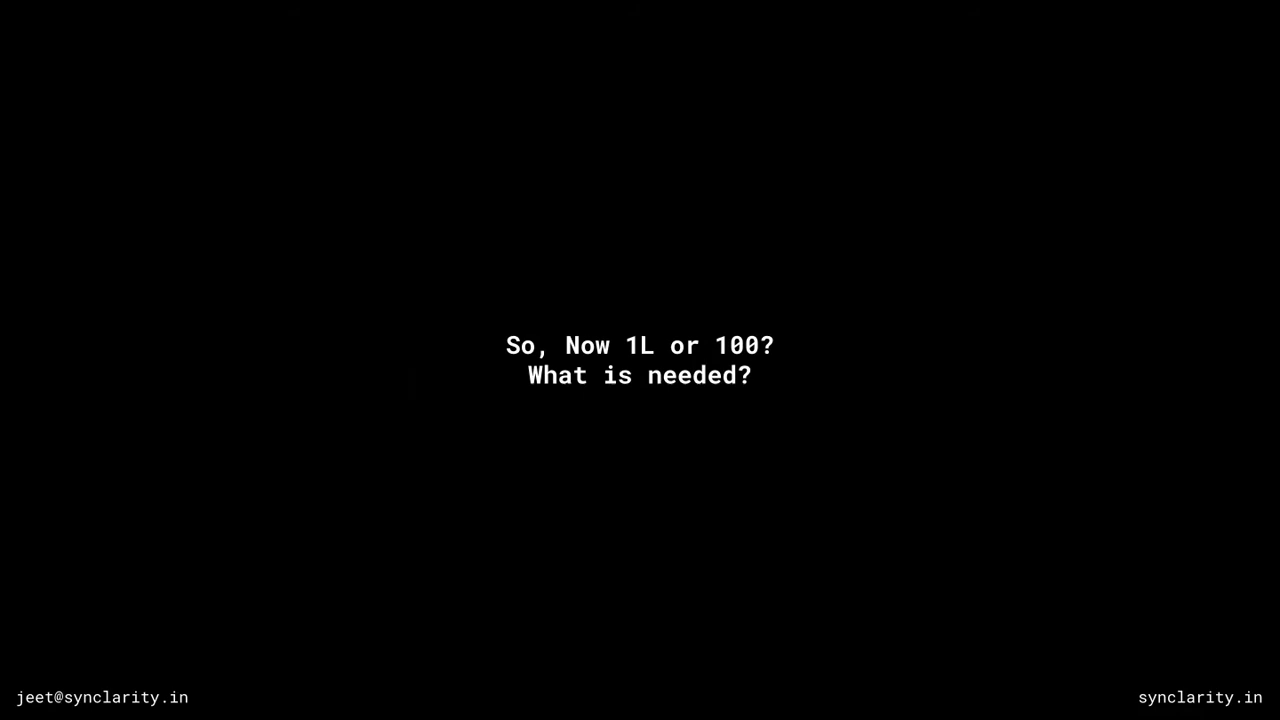 So, Now 1L or 100?
What is needed?
jeet@synclarity.in
synclarity.in